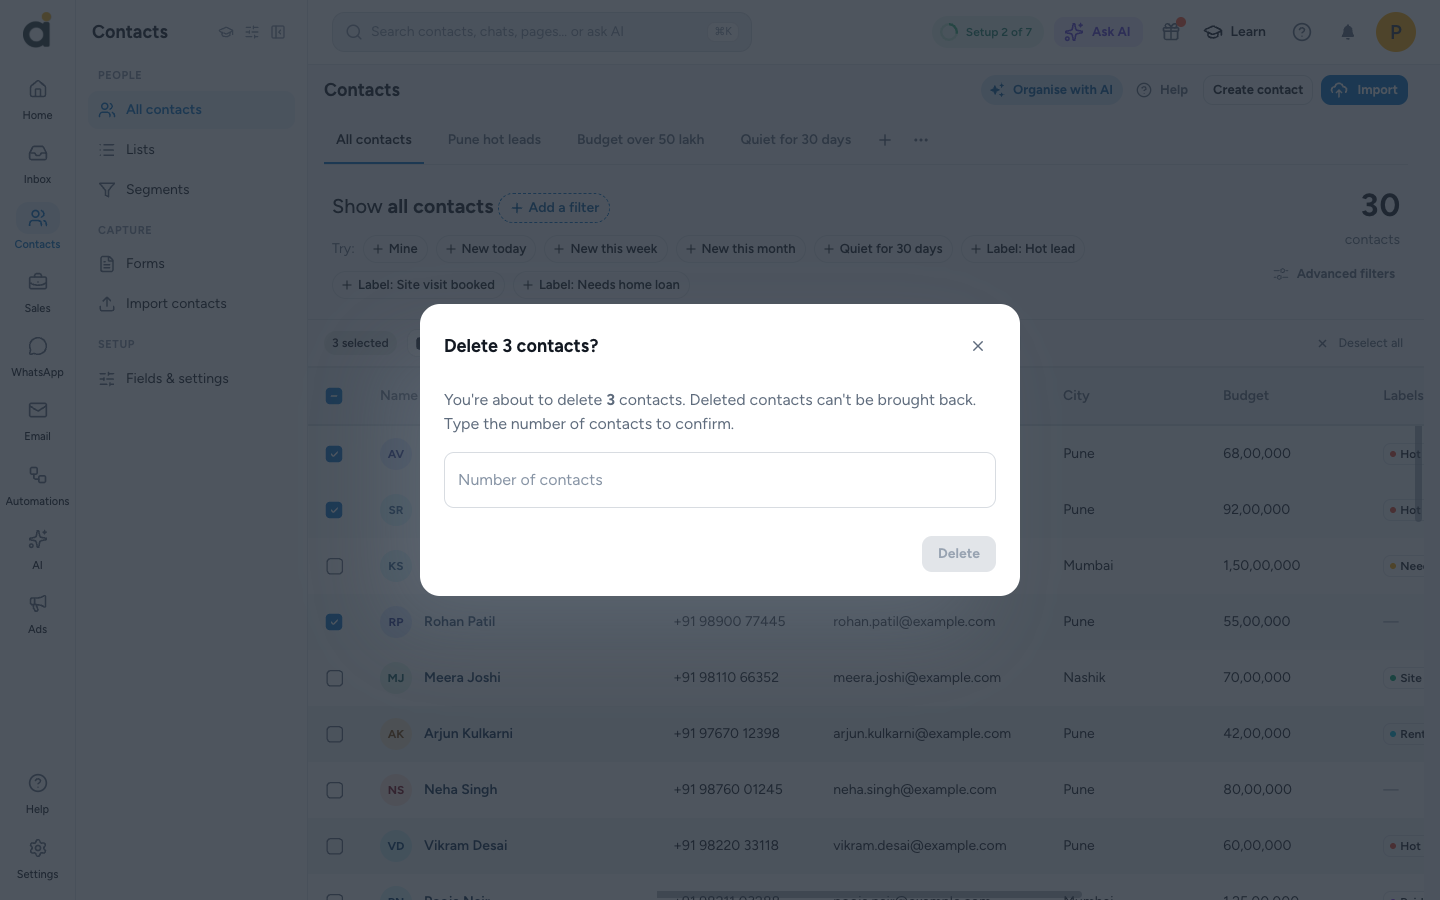 Contacts
Search contacts, chats, pages... or ask AI
⌘K
Setup 2 of 7
Ask AI
Learn
P
Home
Inbox
Contacts
Sales
WhatsApp
Email
Automations
AI
Ads
Help
Settings
PEOPLE
All contacts
Lists
Segments
CAPTURE
Forms
Import contacts
SETUP
Fields & settings
Contacts
Organise with AI
Help
Create contact
Import
All contacts
Pune hot leads
Budget over 50 lakh
Quiet for 30 days
Show all contacts
+ Add a filter
30
contacts
Try:
+ Mine
+ New today
+ New this week
+ New this month
+ Quiet for 30 days
+ Label: Hot lead
Advanced filters
+ Label: Site visit booked
+ Label: Needs home loan
3 selected
Deselect all
Delete 3 contacts?
You're about to delete 3 contacts. Deleted contacts can't be brought back.
Type the number of contacts to confirm.
Number of contacts
Delete
Name
City
Budget
Labels
AV
Pune
68,00,000
Hot
SR
Pune
92,00,000
Hot
KS
Mumbai
1,50,00,000
RP
Rohan Patil
+91 98900 77445
rohan.patil@example.com
Pune
55,00,000
—
MJ
Meera Joshi
+91 98110 66352
meera.joshi@example.com
Nashik
70,00,000
Site
AK
Arjun Kulkarni
+91 97670 12398
arjun.kulkarni@example.com
Pune
42,00,000
Rent
NS
Neha Singh
+91 98760 01245
neha.singh@example.com
Pune
80,00,000
—
VD
Vikram Desai
+91 98220 33118
vikram.desai@example.com
Pune
60,00,000
Hot